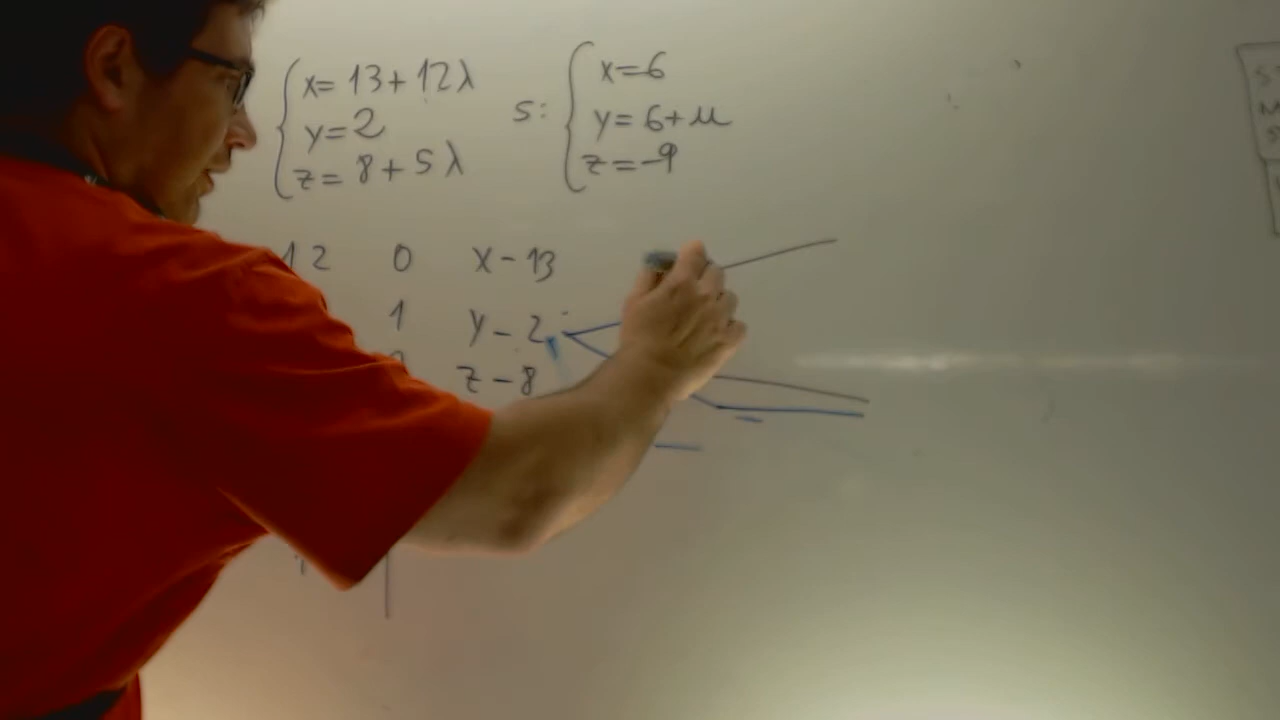 x= 13+12λ
y=2
z= 8+5λ
s:
x=6
y=6+μ
z=-9
12 0 x-13
1 y-2
z-8